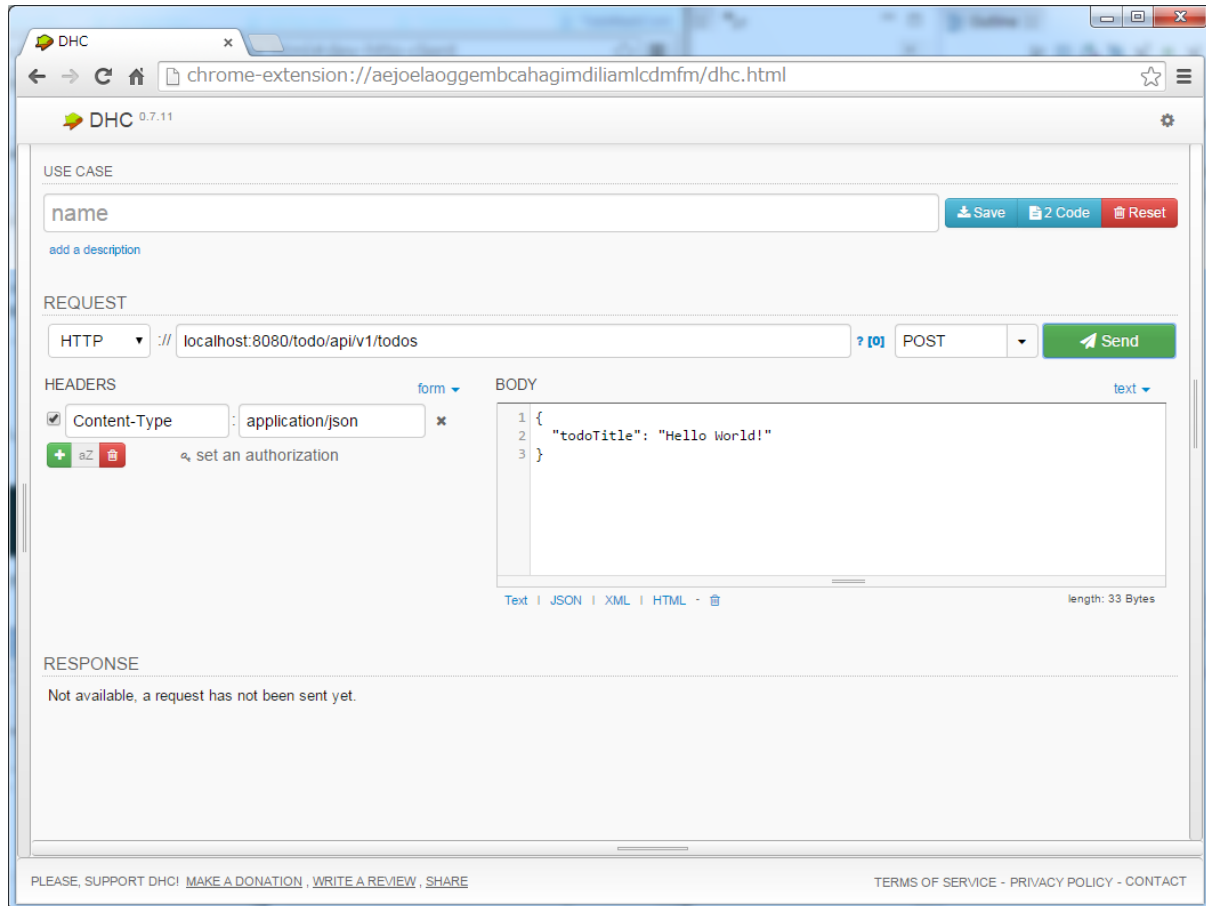 DHC
chrome-extension://aejoelaoggembcahagimdiliamlcdmfm/dhc.html
DHC 0.7.11
USE CASE
name
Save 2 Code Reset
add a description
REQUEST
HTTP :// localhost:8080/todo/api/v1/todos ? [0] POST Send
HEADERS form BODY text
Content-Type : application/json
aZ set an authorization
1 {
2 "todoTitle": "Hello World!"
3 }
Text | JSON | XML | HTML - length: 33 Bytes
RESPONSE
Not available, a request has not been sent yet.
PLEASE, SUPPORT DHC! MAKE A DONATION , WRITE A REVIEW , SHARE TERMS OF SERVICE - PRIVACY POLICY - CONTACT